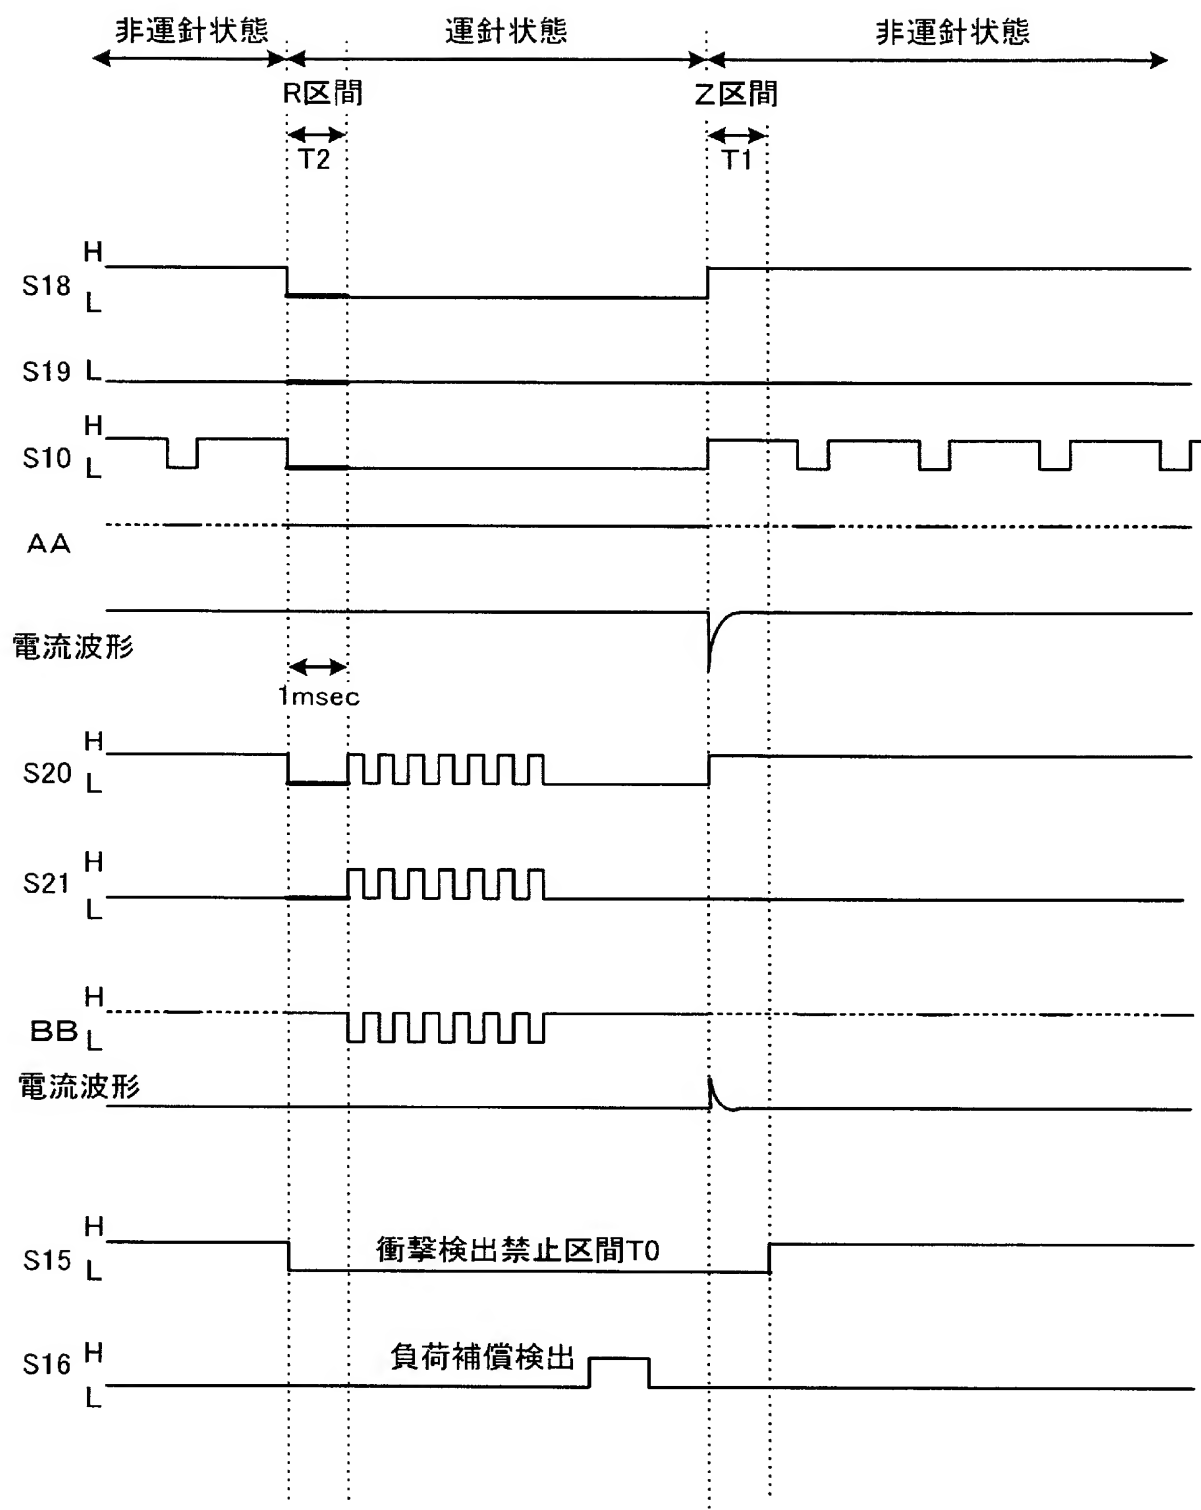 非運針状態 運針状態 非運針状態
R区間 Z区間
T2 T1
H
S18
L
S19 L
H
S10
L
AA
電流波形
1msec
H
S20
L
H
S21
L
H
BB
L
電流波形
H
S15 衝撃検出禁止区間T0
L
S16 H 負荷補償検出
L